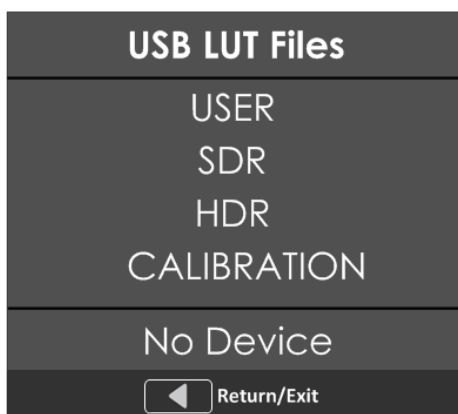 USB LUT Files
USER
SDR
HDR
CALIBRATION
No Device
Return/Exit